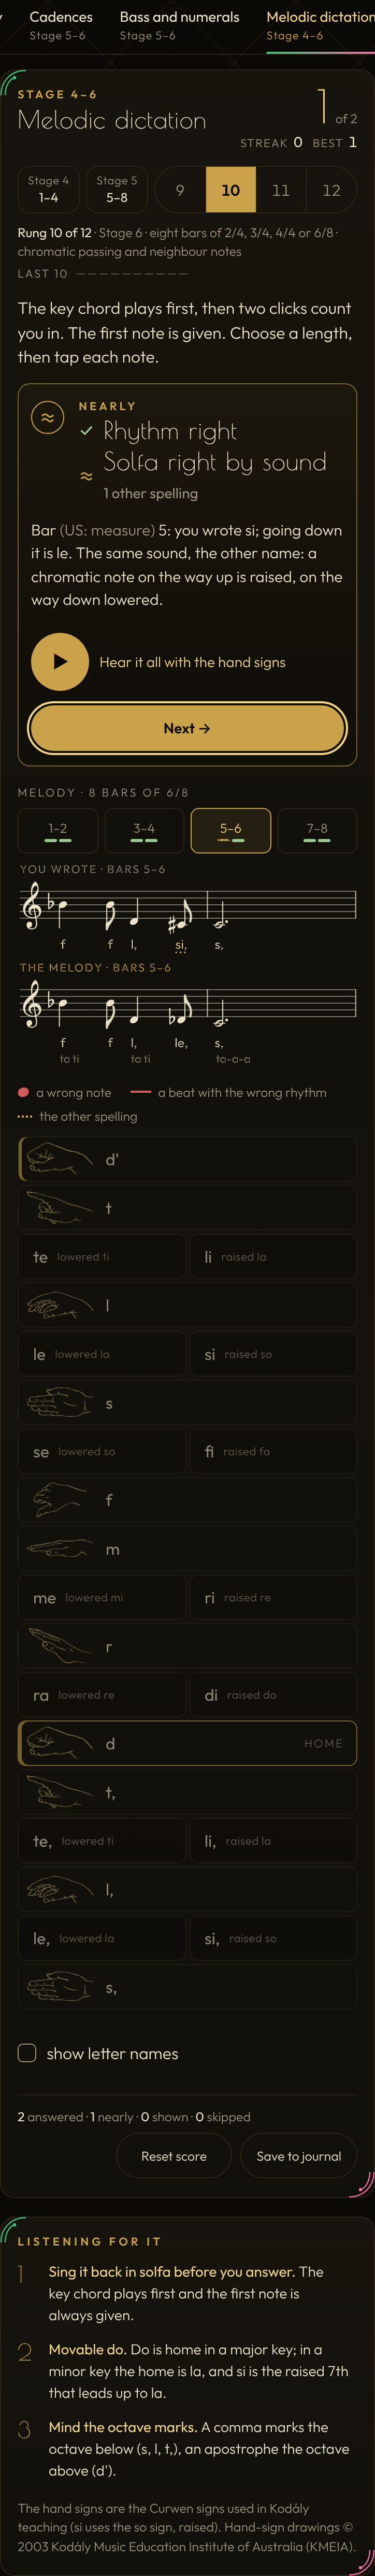 Cadences
Stage 5–6
Bass and numerals
Stage 5–6
Melodic dictation
Stage 4–6
STAGE 4–6
Melodic dictation
1 of 2
STREAK 0 BEST 1
Stage 4
1–4
Stage 5
5–8
9
10
11
12
Rung 10 of 12 · Stage 6 · eight bars of 2/4, 3/4, 4/4 or 6/8 ·
chromatic passing and neighbour notes
LAST 10
The key chord plays first, then two clicks count
you in. The first note is given. Choose a length,
then tap each note.
NEARLY
Rhythm right
Solfa right by sound
1 other spelling
Bar (US: measure) 5: you wrote si; going down
it is le. The same sound, the other name: a
chromatic note on the way up is raised, on the
way down lowered.
Hear it all with the hand signs
Next →
MELODY · 8 BARS OF 6/8
1–2
3–4
5–6
7–8
YOU WROTE · BARS 5–6
f f l, si, s,
THE MELODY · BARS 5–6
f f l, le, s,
ta ti ta ti ta-a-a
a wrong note
a beat with the wrong rhythm
the other spelling
d'
t
te lowered ti
li raised la
l
le lowered la
si raised so
s
se lowered so
fi raised fa
f
m
me lowered mi
ri raised re
r
ra lowered re
di raised do
d HOME
t,
te, lowered ti
li, raised la
l,
le, lowered la
si, raised so
s,
show letter names
2 answered · 1 nearly · 0 shown · 0 skipped
Reset score
Save to journal
LISTENING FOR IT
1 Sing it back in solfa before you answer. The
key chord plays first and the first note is
always given.
2 Movable do. Do is home in a major key; in a
minor key the home is la, and si is the raised 7th
that leads up to la.
3 Mind the octave marks. A comma marks the
octave below (s, l, t,), an apostrophe the octave
above (d').
The hand signs are the Curwen signs used in Kodály
teaching (si uses the so sign, raised). Hand-sign drawings ©
2003 Kodály Music Education Institute of Australia (KMEIA).